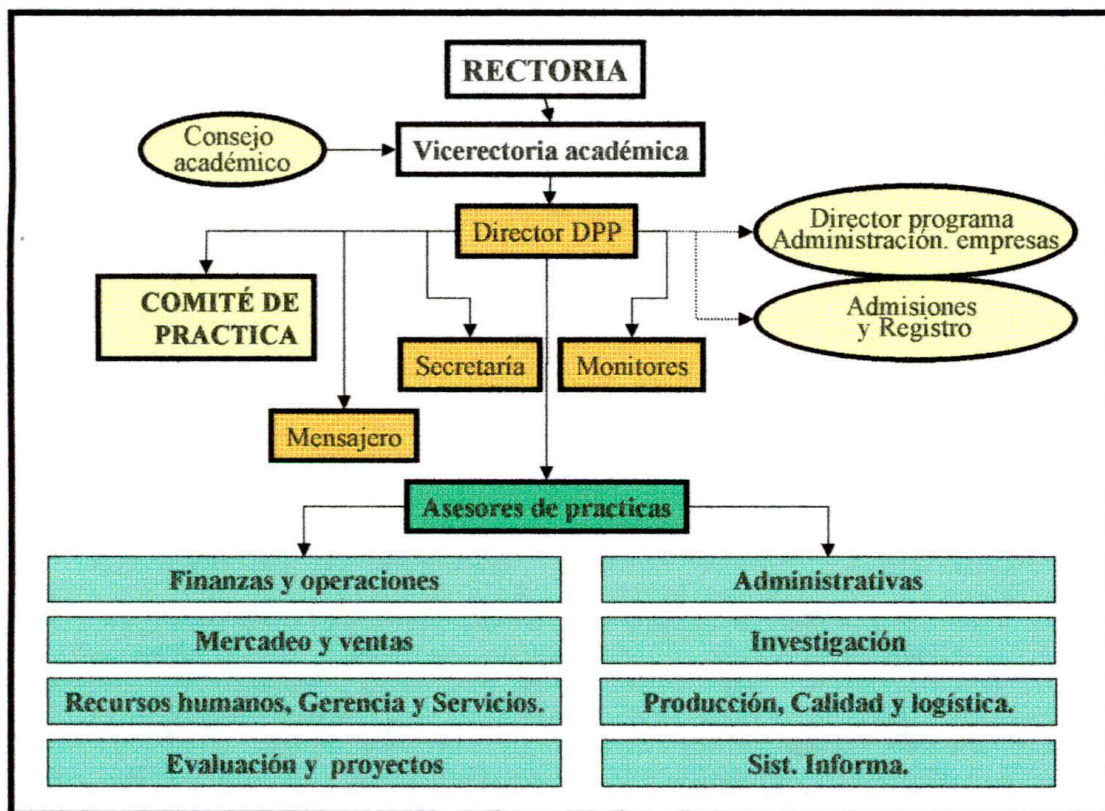 RECTORIA
Consejo
académico
Vicerectoria académica
Director DPP
Director programa
Administración. empresas
COMITÉ DE
PRACTICA
Admisiones
y Registro
Secretaría
Monitores
Mensajero
Asesores de practicas
Finanzas y operaciones
Administrativas
Mercadeo y ventas
Investigación
Recursos humanos, Gerencia y Servicios.
Producción, Calidad y logística.
Evaluación y proyectos
Sist. Informa.